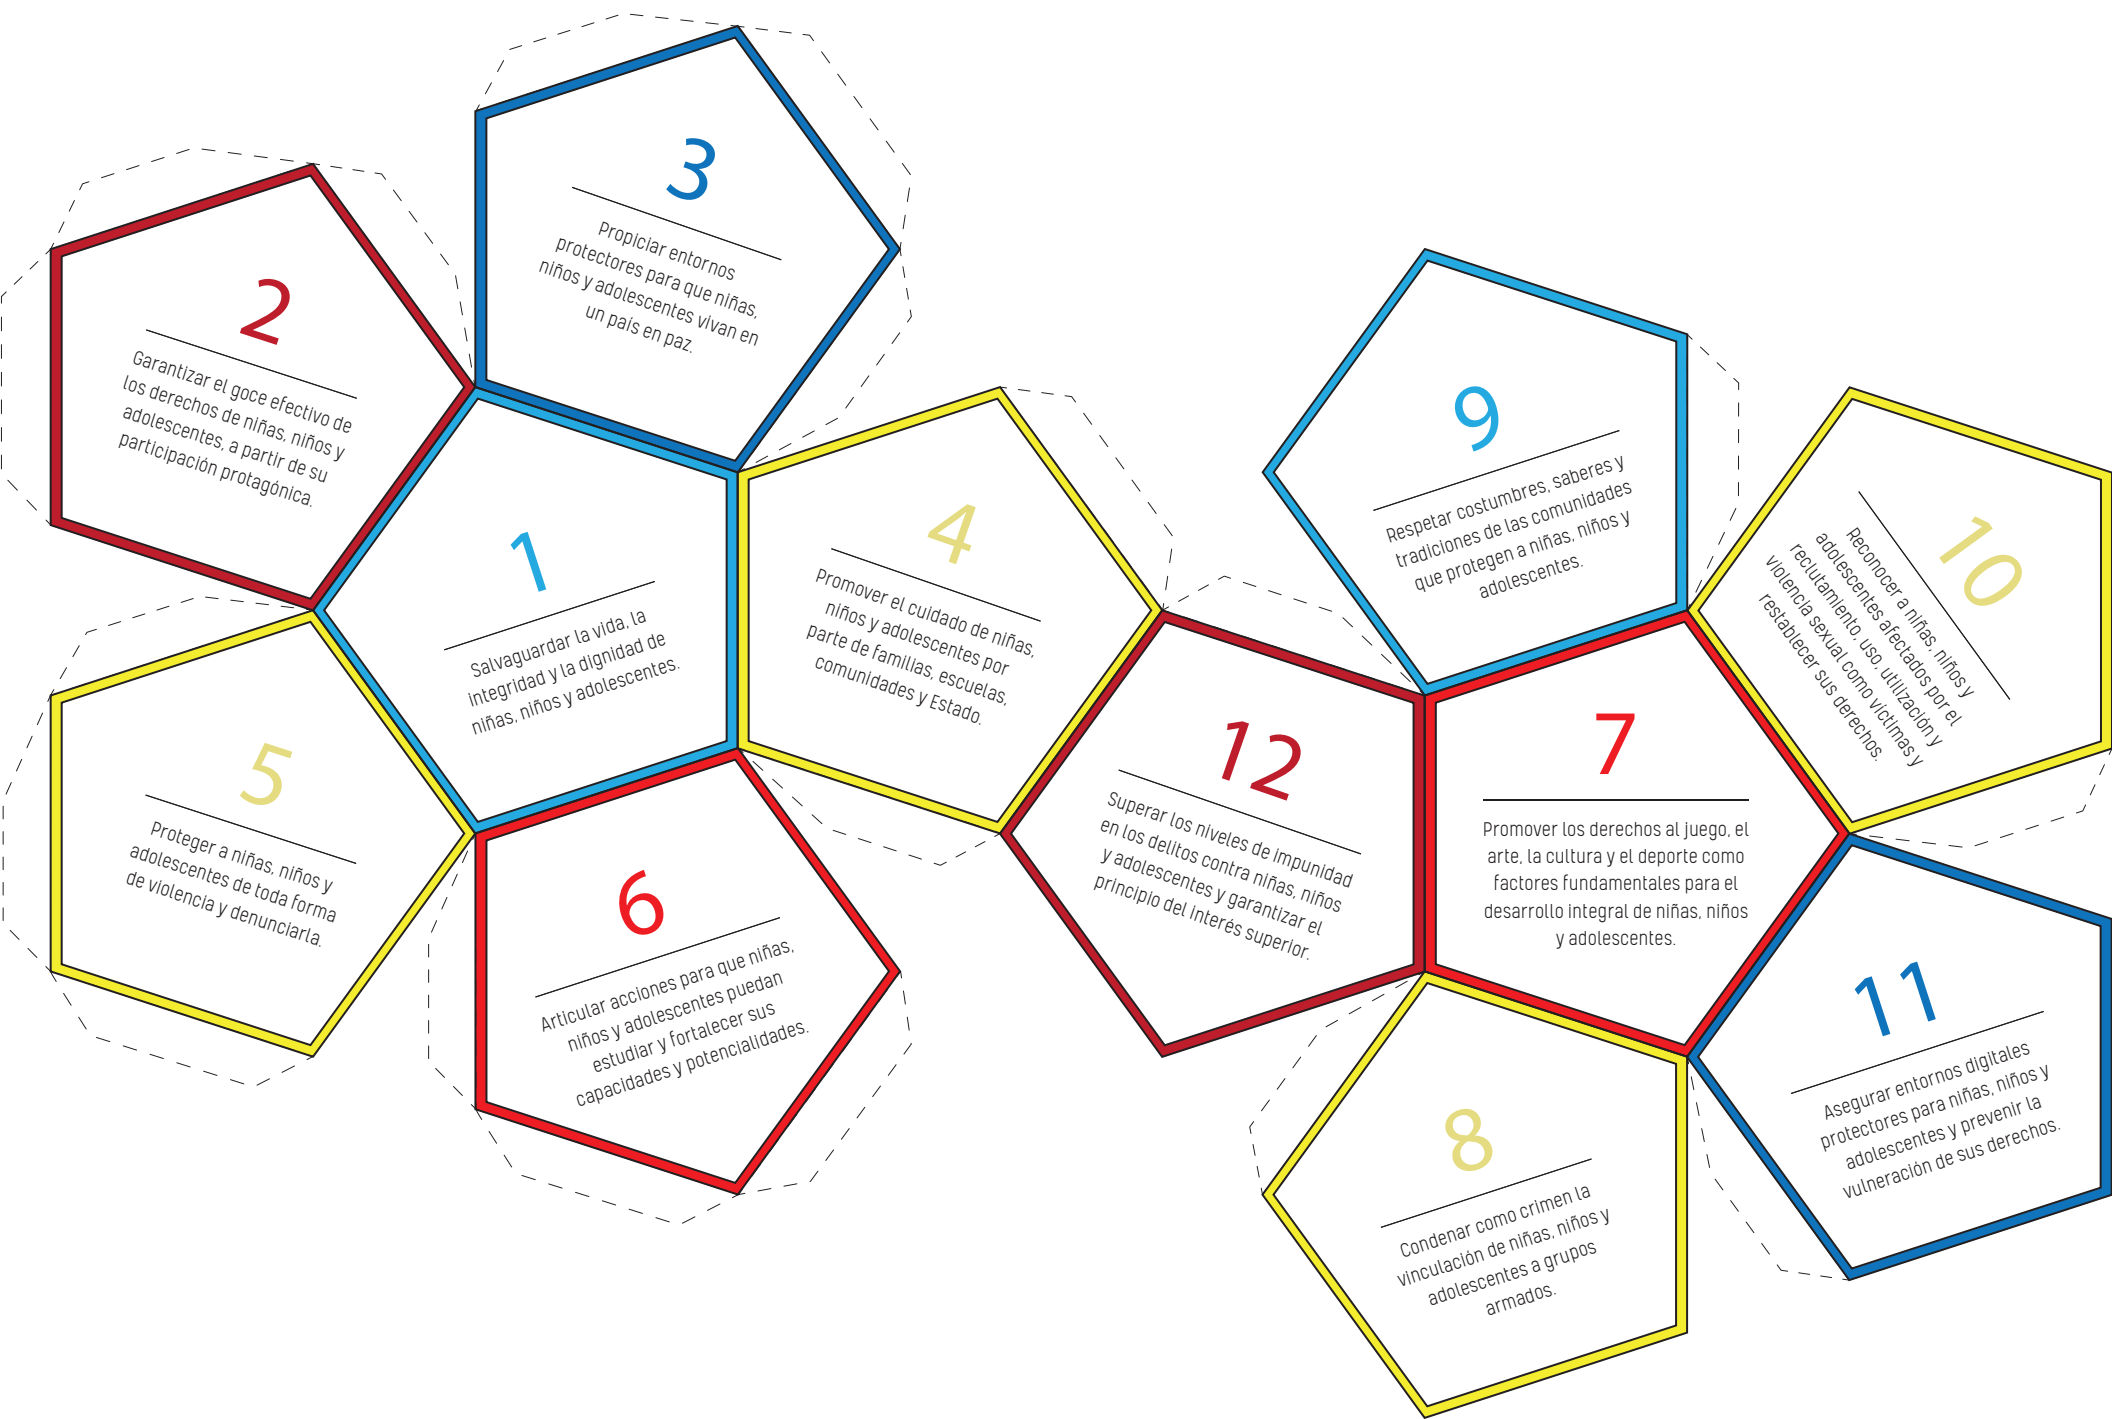 1
Salvaguardar la vida, la
integridad y la dignidad de
niñas, niños y adolescentes.
2
Garantizar el goce efectivo de
los derechos de niñas, niños y
adolescentes, a partir de su
participación protagónica.
3
Propiciar entornos
protectores para que niñas,
niños y adolescentes vivan en
un país en paz.
4
Promover el cuidado de niñas,
niños y adolescentes por
parte de familias, escuelas,
comunidades y Estado.
5
Proteger a niñas, niños y
adolescentes de toda forma
de violencia y denunciarla.
6
Articular acciones para que niñas,
niños y adolescentes puedan
estudiar y fortalecer sus
capacidades y potencialidades.
7
Promover los derechos al juego, el
arte, la cultura y el deporte como
factores fundamentales para el
desarrollo integral de niñas, niños
y adolescentes.
8
Condenar como crimen la
vinculación de niñas, niños y
adolescentes a grupos
armados.
9
Respetar costumbres, saberes y
tradiciones de las comunidades
que protegen a niñas, niños y
adolescentes.
10
Reconocer a niñas, niños y
adolescentes afectados por el
reclutamiento, uso, utilización y
violencia sexual como víctimas y
restablecer sus derechos.
11
Asegurar entornos digitales
protectores para niñas, niños y
adolescentes y prevenir la
vulneración de sus derechos.
12
Superar los niveles de impunidad
en los delitos contra niñas, niños
y adolescentes y garantizar el
principio del interés superior.